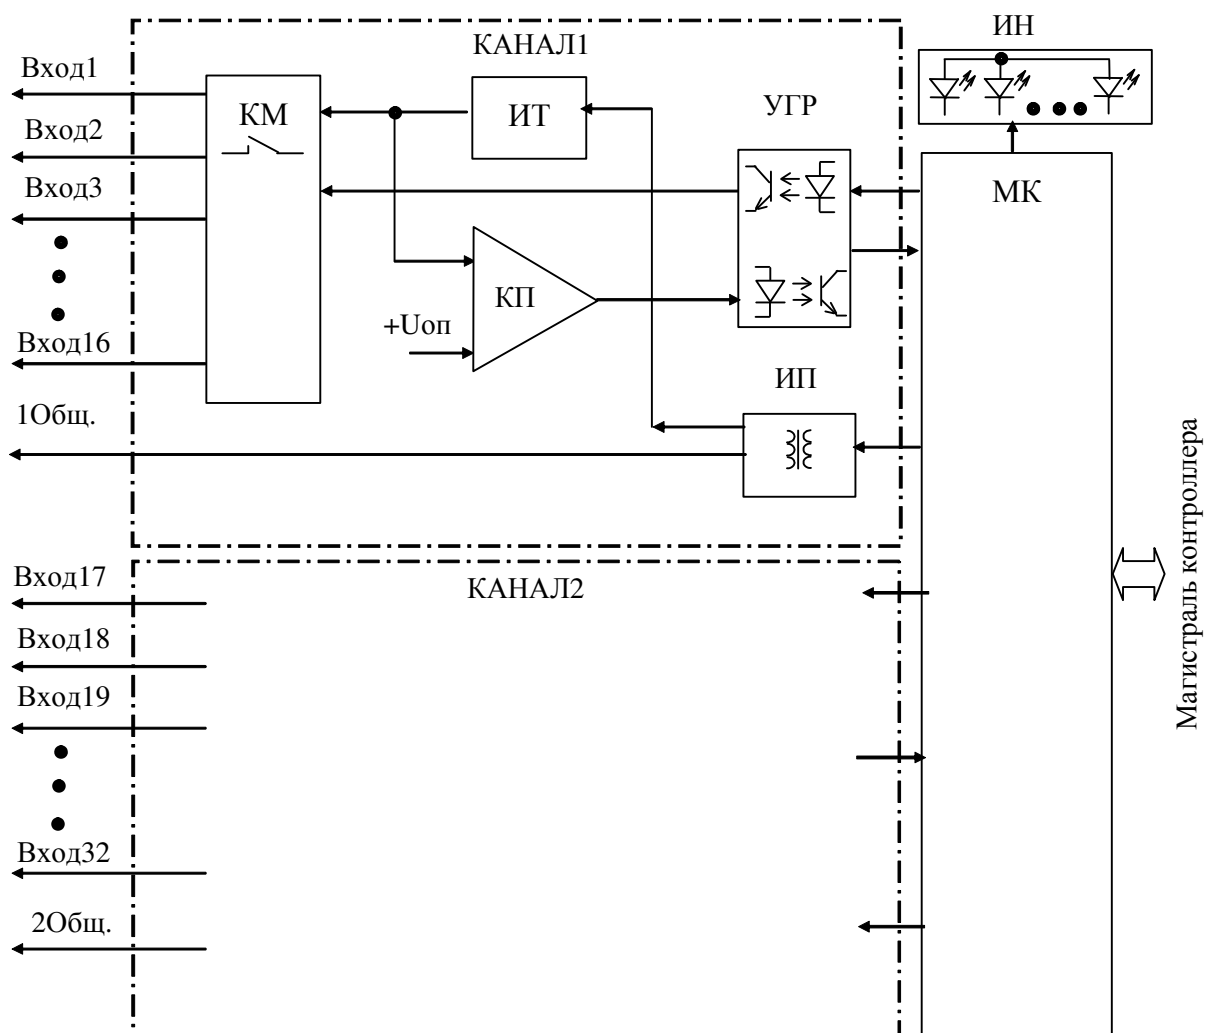 ИН
КАНАЛ1
Вход1
УГР
КМ
ИТ
Вход2
Вход3
МК
КП
+Uоп
Вход16
ИП
1Общ.
Магистраль контроллера
Вход17
КАНАЛ2
Вход18
Вход19
Вход32
2Общ.